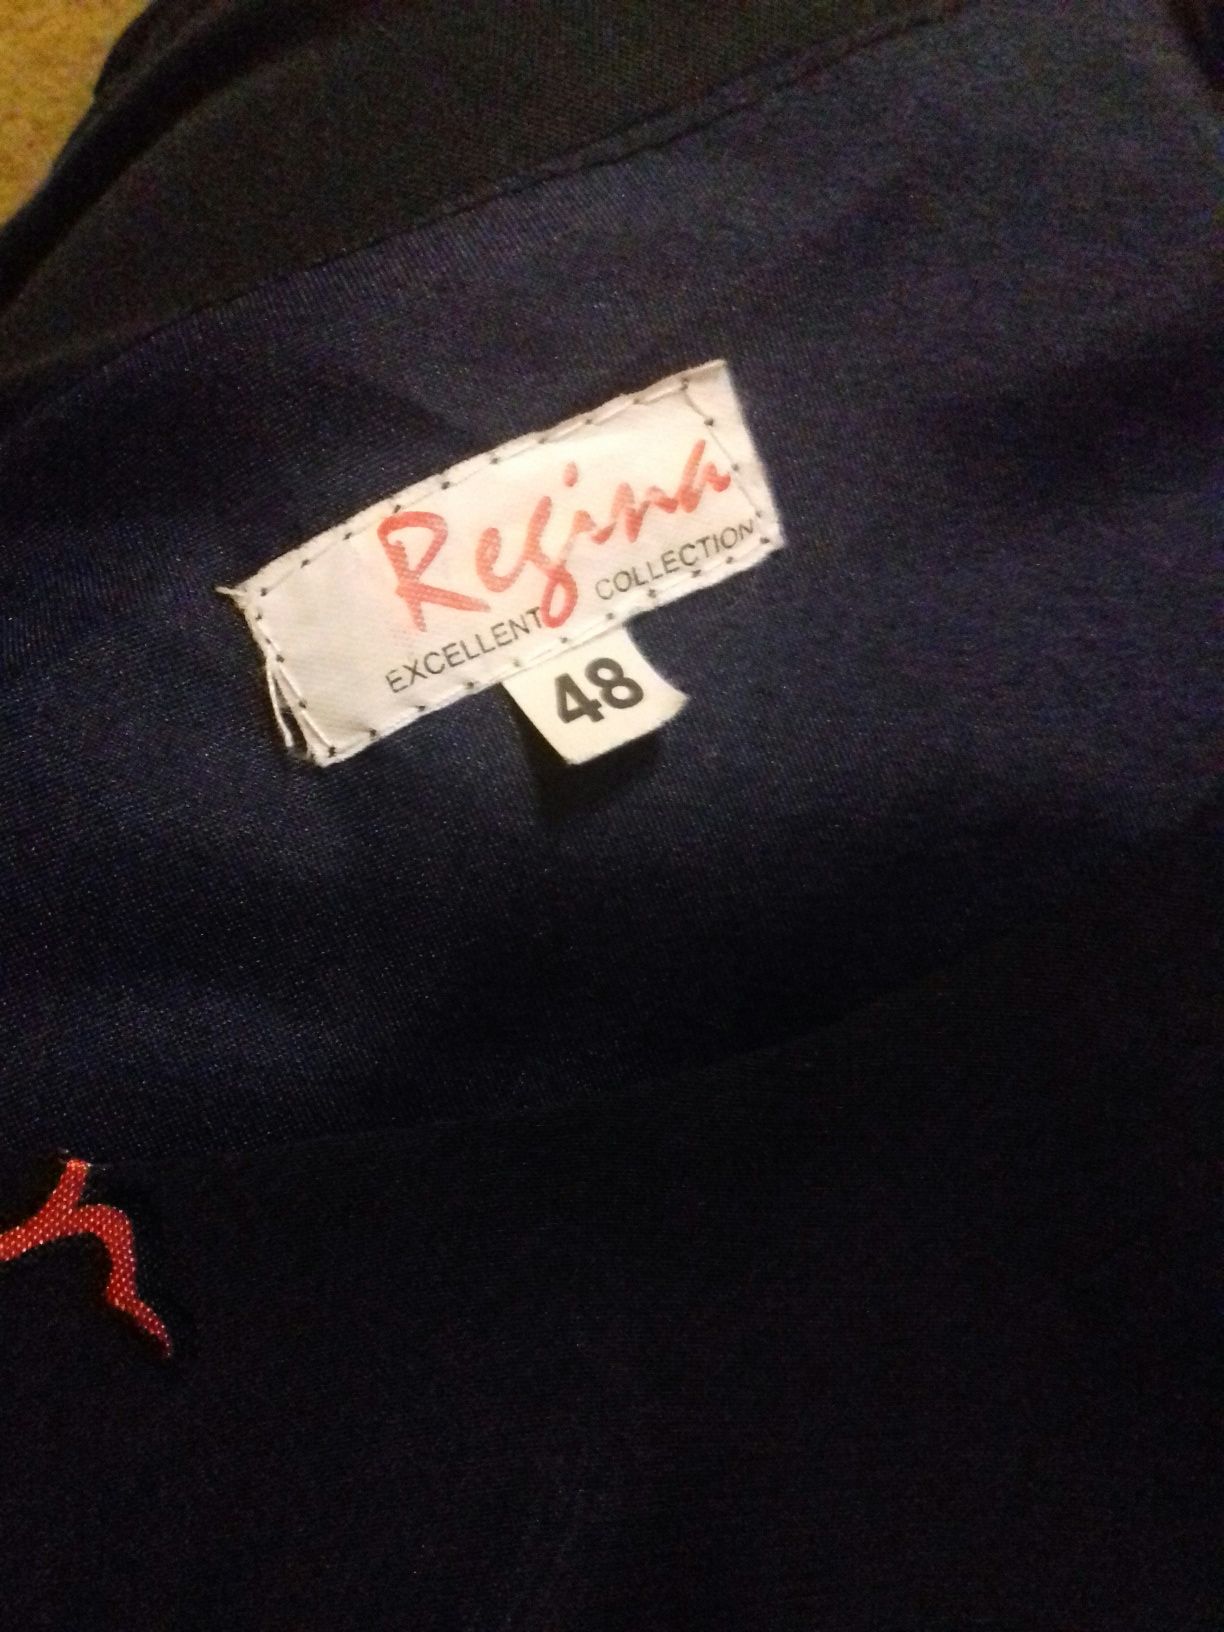 Regina
EXCELLENT COLLECTION
48